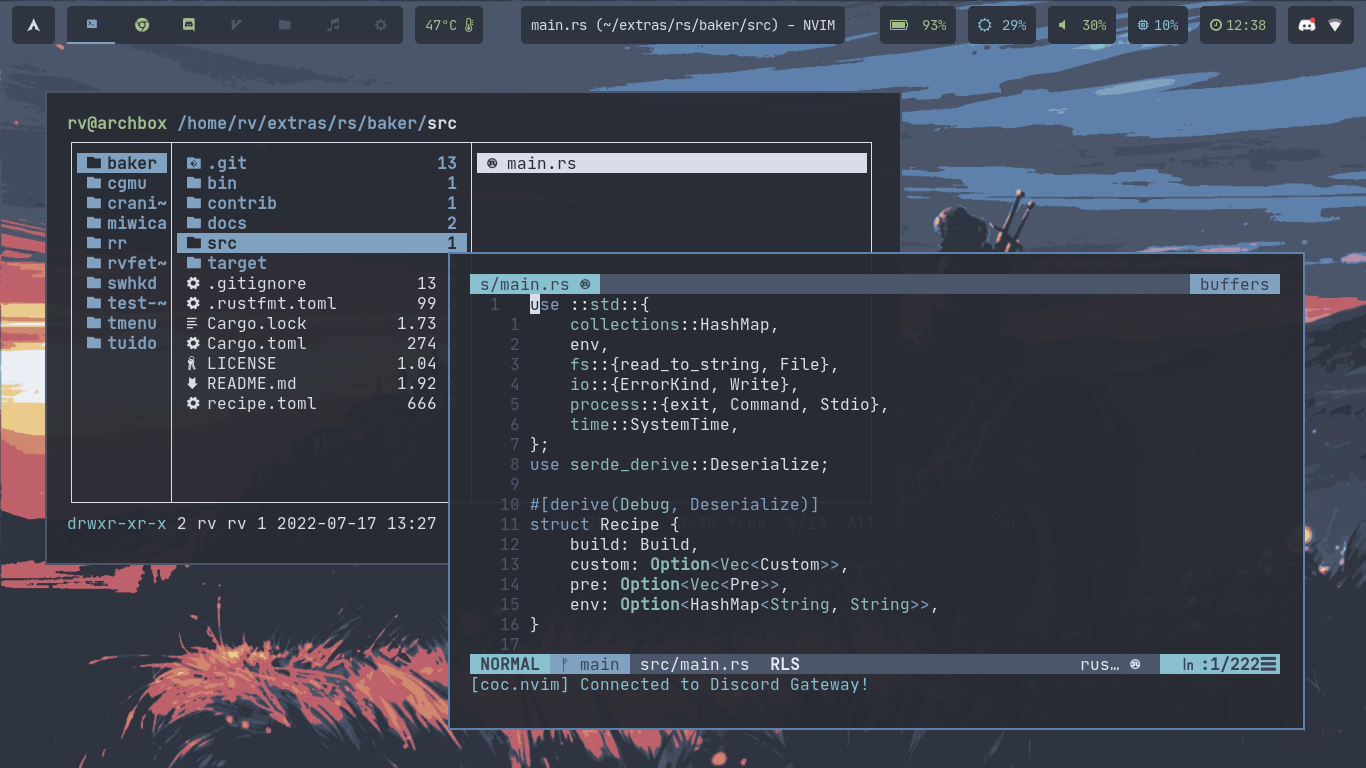 47°C
main.rs (~/extras/rs/baker/src) - NVIM
93%
29%
30%
10%
12:38
rv@archbox /home/rv/extras/rs/baker/src
baker
cgmu
crani~
miwica
rr
rvfet~
swhkd
test-~
tmenu
tuido
.git 13
bin 1
contrib 1
docs 2
src 1
target
.gitignore 13
.rustfmt.toml 99
Cargo.lock 1.73
Cargo.toml 274
LICENSE 1.04
README.md 1.92
recipe.toml 666
main.rs
drwxr-xr-x 2 rv rv 1 2022-07-17 13:27
s/main.rs
buffers
1 use ::std::{
1 collections::HashMap,
2 env,
3 fs::{read_to_string, File},
4 io::{ErrorKind, Write},
5 process::{exit, Command, Stdio},
6 time::SystemTime,
7 };
8 use serde_derive::Deserialize;
9
10 #[derive(Debug, Deserialize)]
11 struct Recipe {
12 build: Build,
13 custom: Option<Vec<Custom>>,
14 pre: Option<Vec<Pre>>,
15 env: Option<HashMap<String, String>>,
16 }
17
NORMAL main src/main.rs RLS rus… ln :1/222
[coc.nvim] Connected to Discord Gateway!